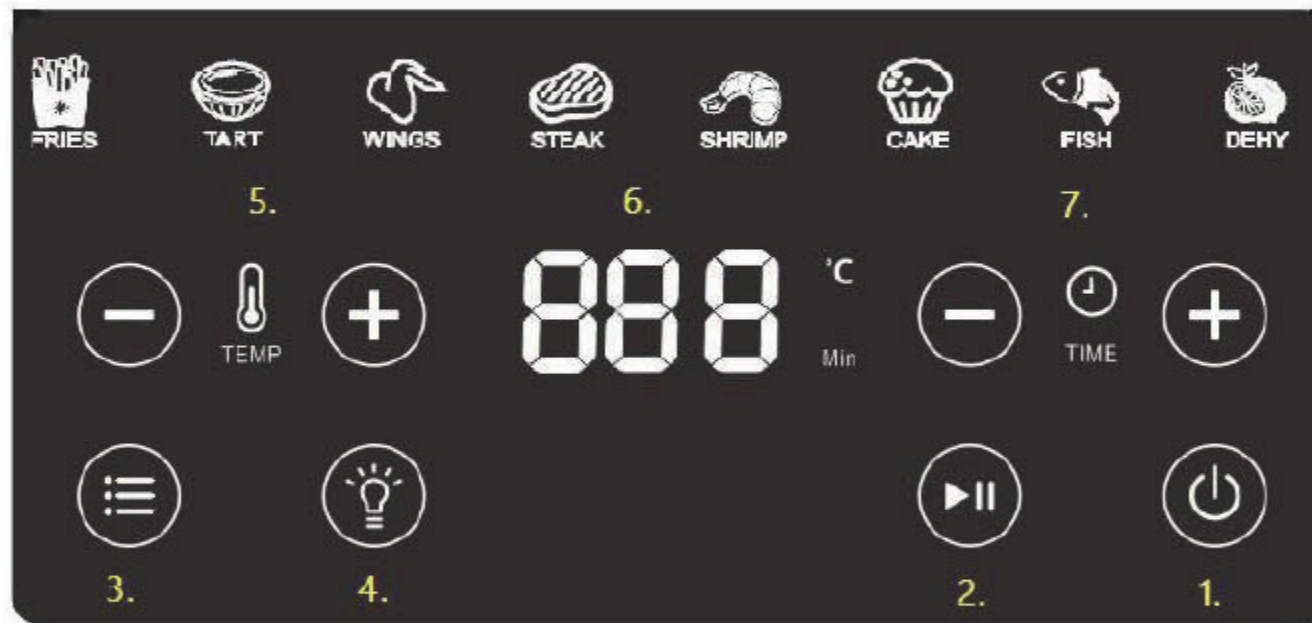 FRIES TART WINGS STEAK SHRIMP CAKE FISH DEHY
5. 6. 7.
888 °C
TEMP Min TIME
3. 4. 2. 1.